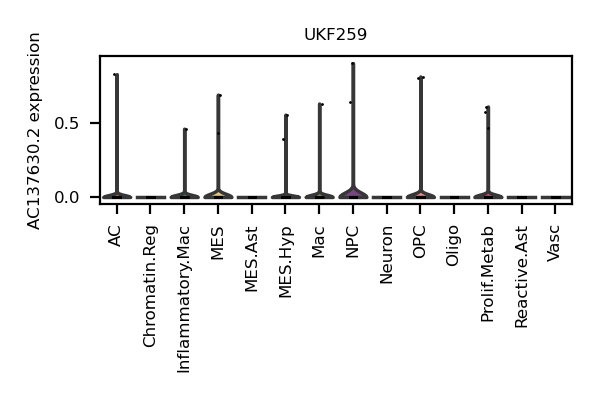 UKF259
AC137630.2 expression
0.5
0.0
AC
Chromatin.Reg
Inflammatory.Mac
MES
MES.Ast
MES.Hyp
Mac
NPC
Neuron
OPC
Oligo
Prolif.Metab
Reactive.Ast
Vasc